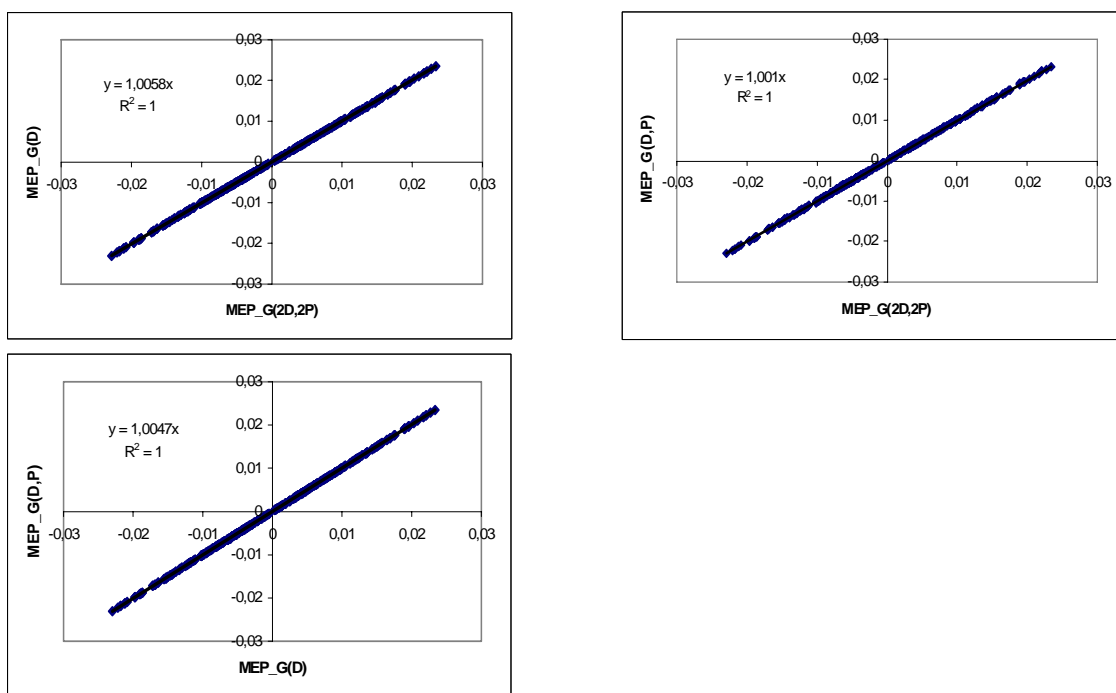 0,03
0,02
0,01
0
-0,01
-0,02
-0,03
-0,03 -0,02 -0,01 0 0,01 0,02 0,03
y = 1,0058x
R² = 1
MEP_G(D)
MEP_G(2D,2P)
0,03
0,02
0,01
0
-0,01
-0,02
-0,03
-0,03 -0,02 -0,01 0 0,01 0,02 0,03
y = 1,001x
R² = 1
MEP_G(D,P)
MEP_G(2D,2P)
0,03
0,02
0,01
0
-0,01
-0,02
-0,03
-0,03 -0,02 -0,01 0 0,01 0,02 0,03
y = 1,0047x
R² = 1
MEP_G(D,P)
MEP_G(D)